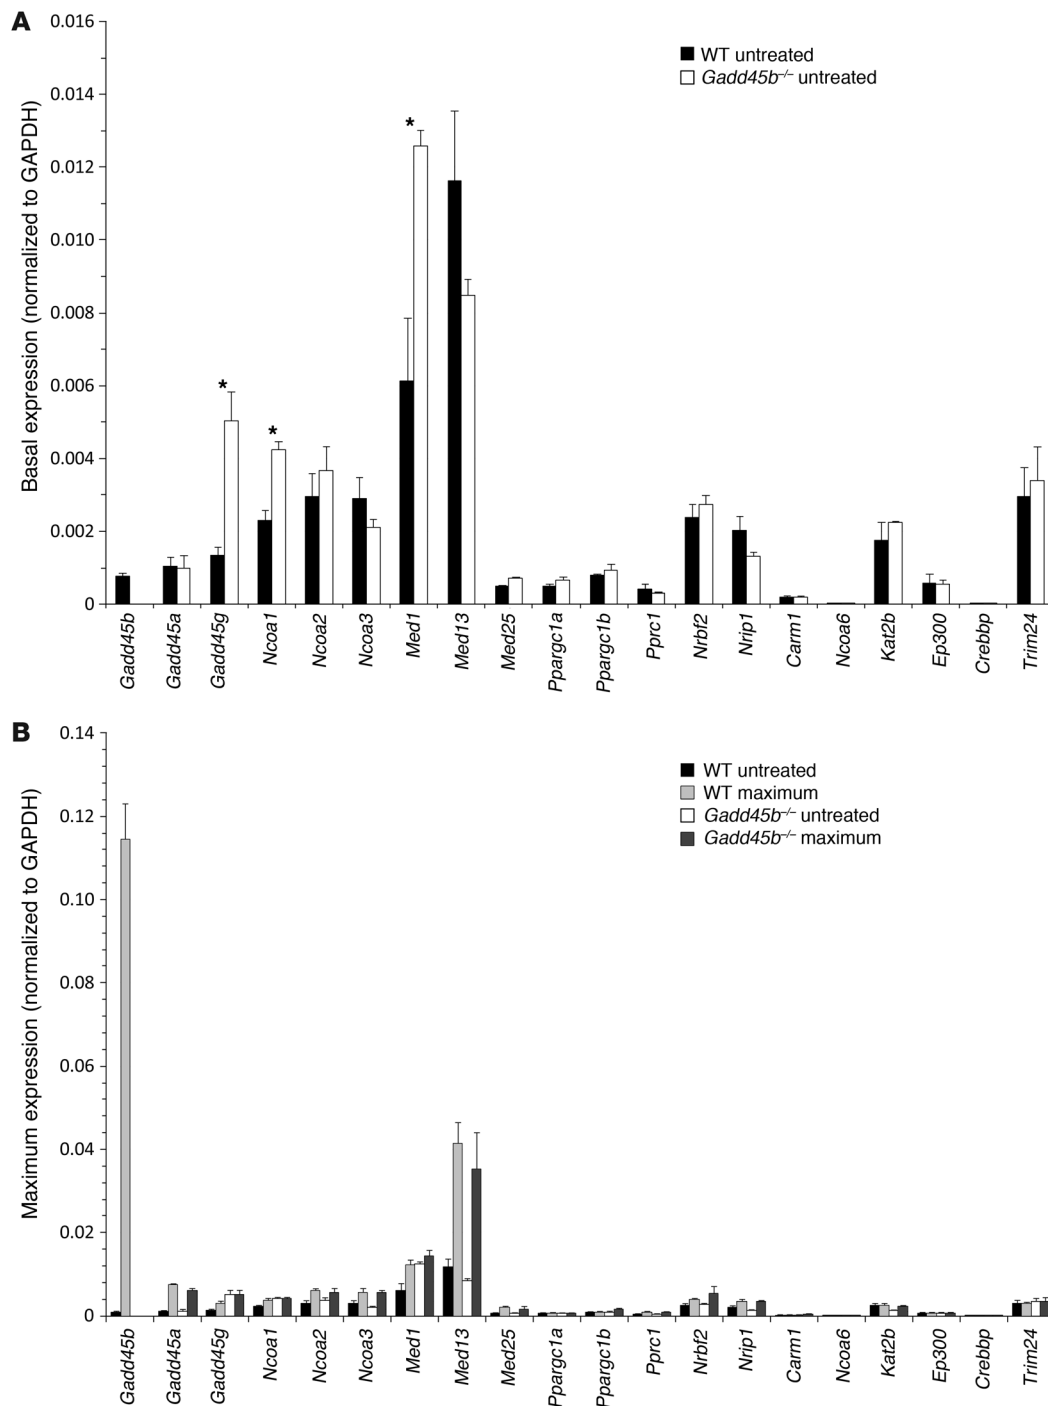 A
Basal expression (normalized to GAPDH)
0.016
0.014
0.012
0.010
0.008
0.006
0.004
0.002
0
WT untreated
Gadd45b–/– untreated
*
*
*
Gadd45b
Gadd45a
Gadd45g
Ncoa1
Ncoa2
Ncoa3
Med1
Med13
Med25
Ppargc1a
Ppargc1b
Pprc1
Nrbf2
Nrip1
Carm1
Ncoa6
Kat2b
Ep300
Crebbp
Trim24
B
Maximum expression (normalized to GAPDH)
0.14
0.12
0.10
0.08
0.06
0.04
0.02
0
WT untreated
WT maximum
Gadd45b–/– untreated
Gadd45b–/– maximum
Gadd45b
Gadd45a
Gadd45g
Ncoa1
Ncoa2
Ncoa3
Med1
Med13
Med25
Ppargc1a
Ppargc1b
Pprc1
Nrbf2
Nrip1
Carm1
Ncoa6
Kat2b
Ep300
Crebbp
Trim24